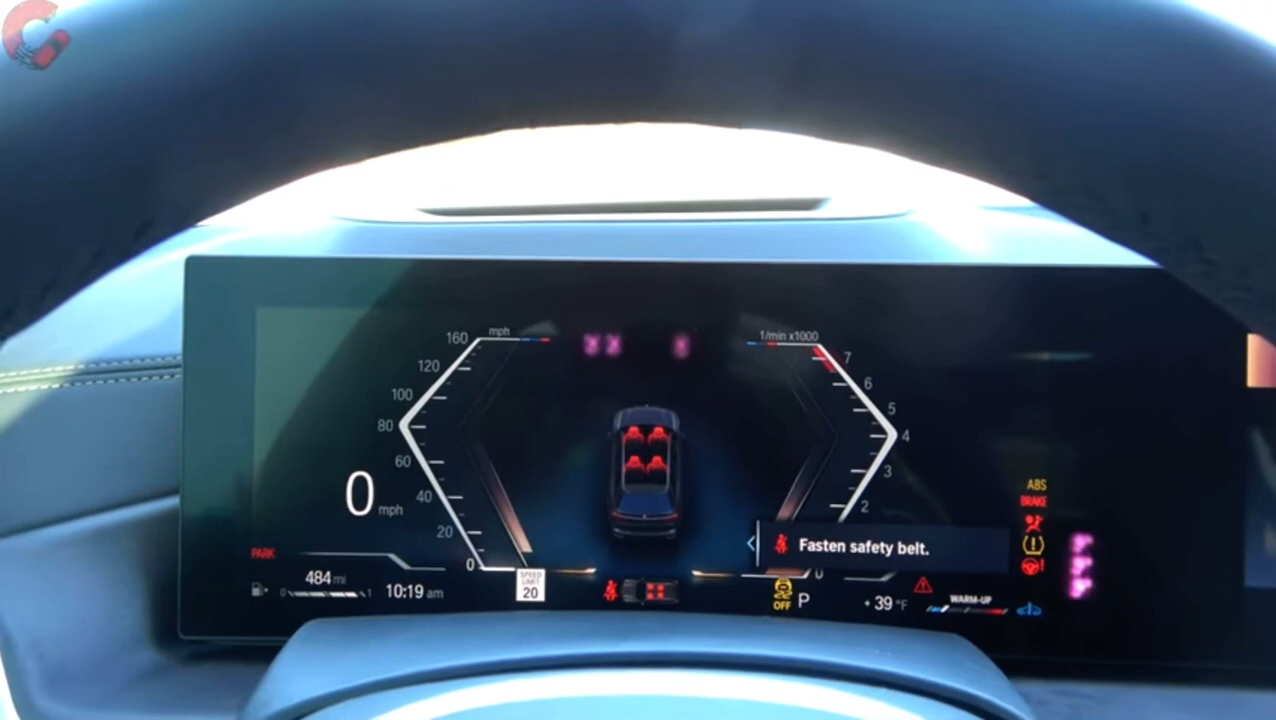 mph
1/min x1000
160
120
100
80
60
40
20
0
7
6
5
4
3
2
0
0 mph
ABS
BRAKE
Fasten safety belt.
PARK
484 mi
0
1
10:19 am
SPEED
LIMIT
20
OFF
P
+39 °F
WARM-UP